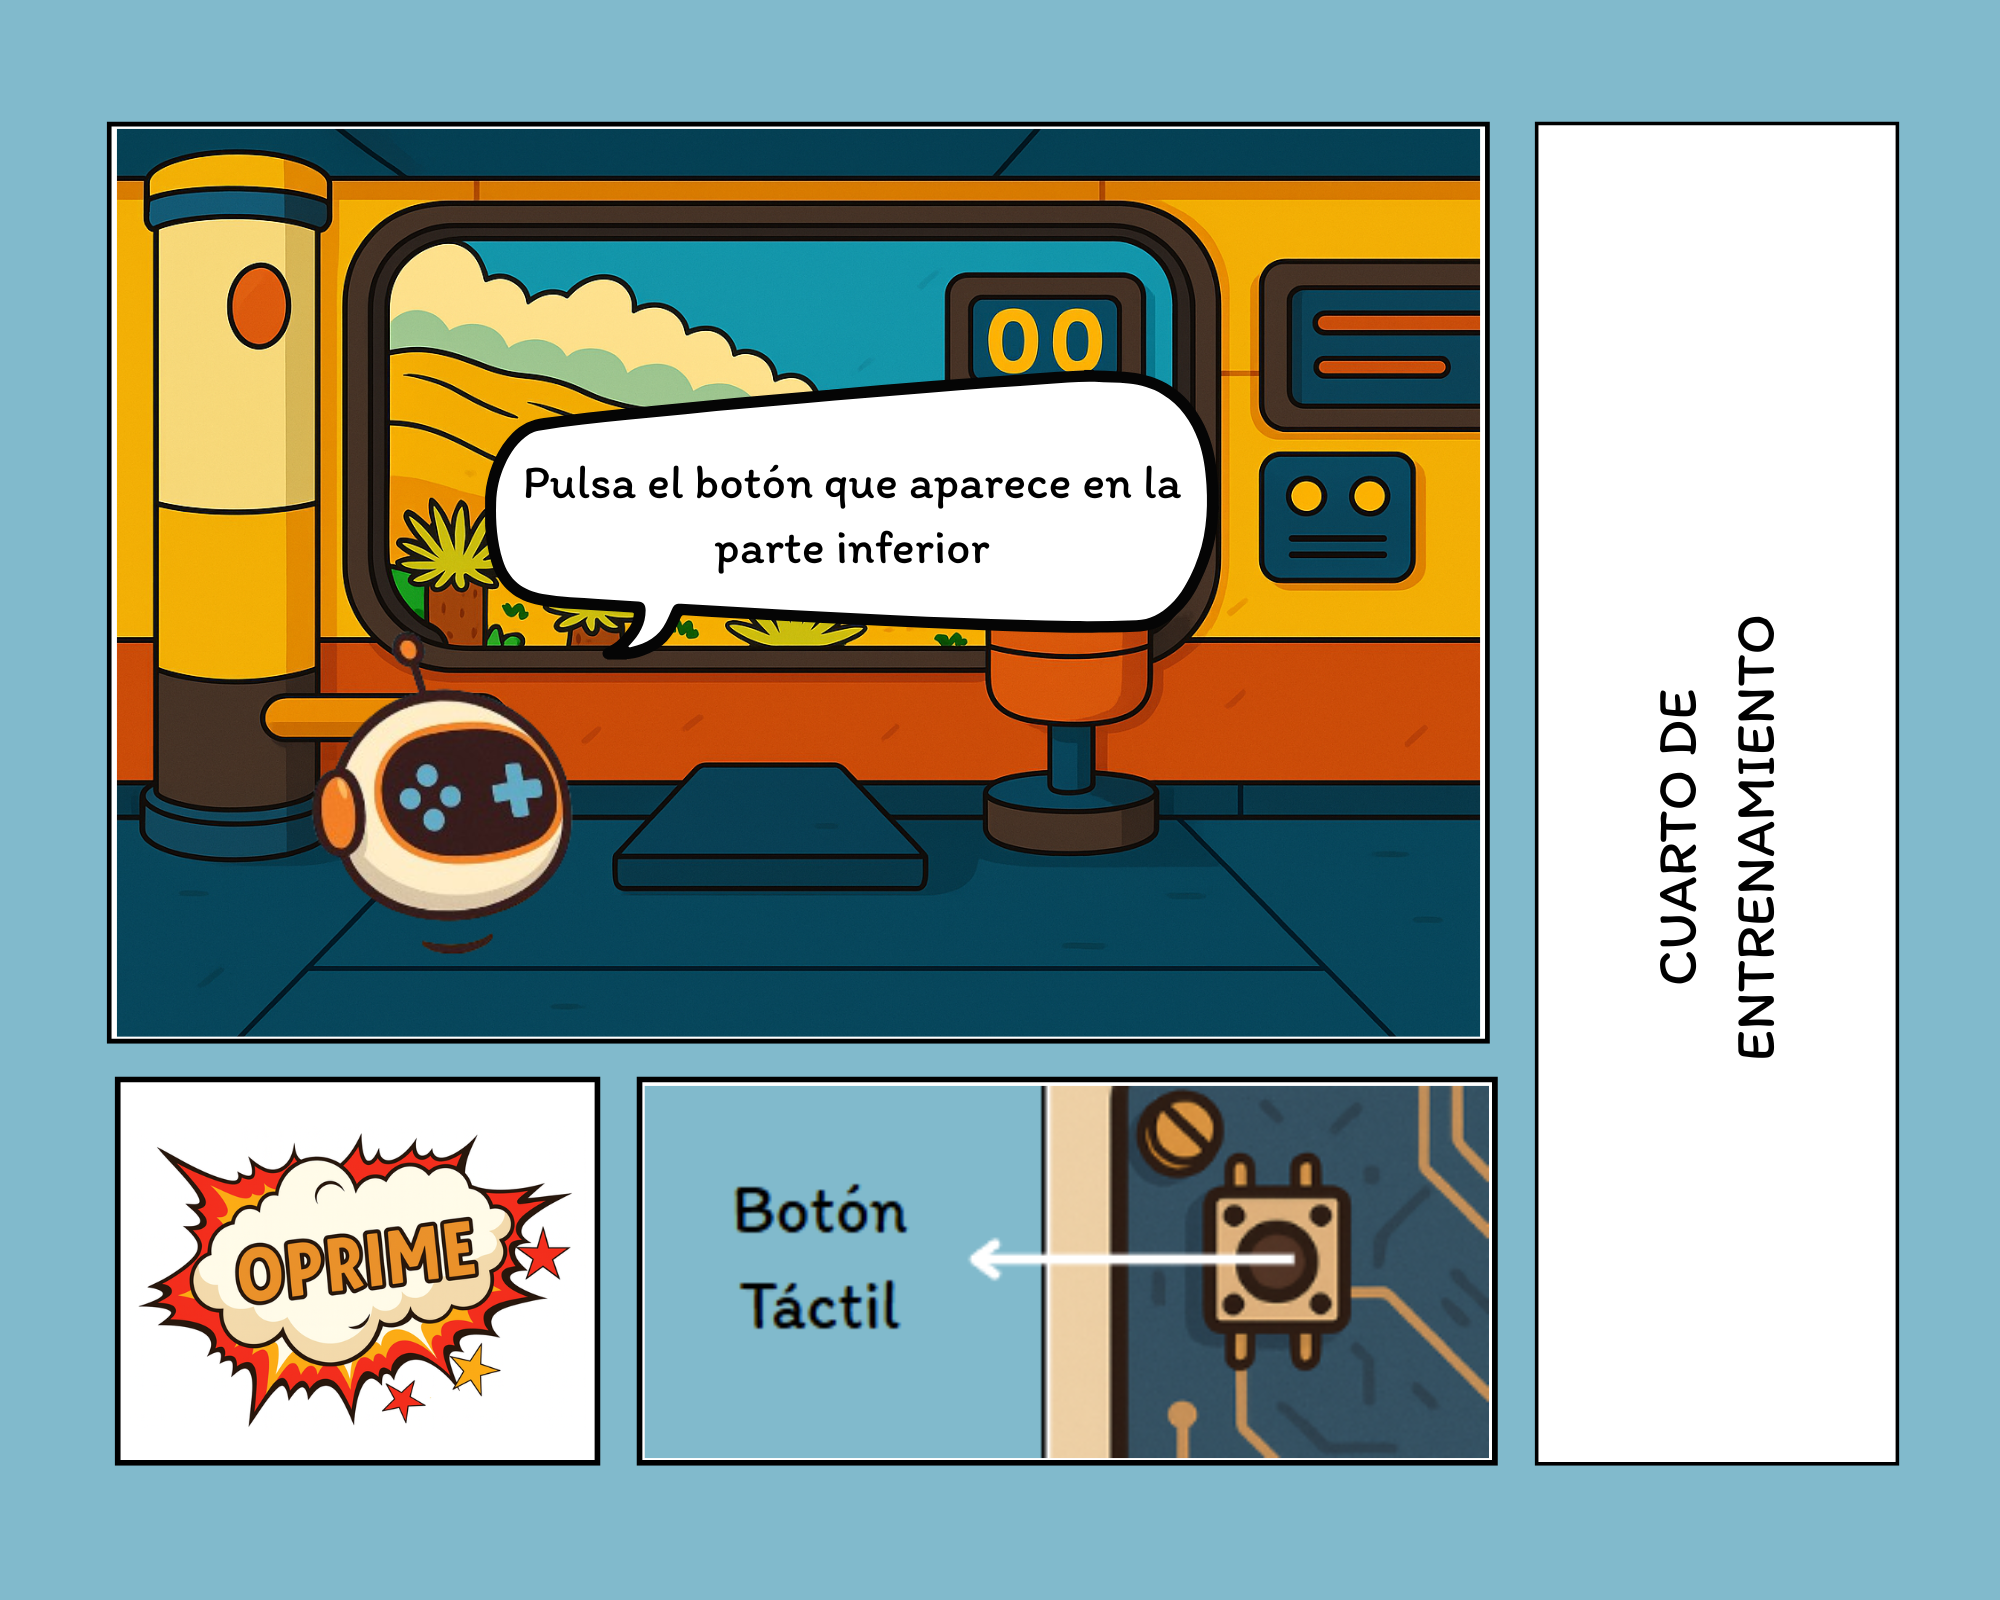 00
Pulsa el botón que aparece en la
parte inferior
CUARTO DE
ENTRENAMIENTO
OPRIME
Botón
Táctil